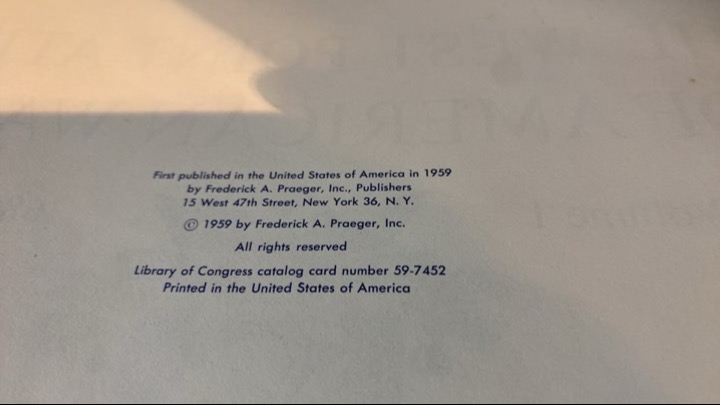 First published in the United States of America in 1959
by Frederick A. Praeger, Inc., Publishers
15 West 47th Street, New York 36, N. Y.
© 1959 by Frederick A. Praeger, Inc.
All rights reserved
Library of Congress catalog card number 59-7452
Printed in the United States of America